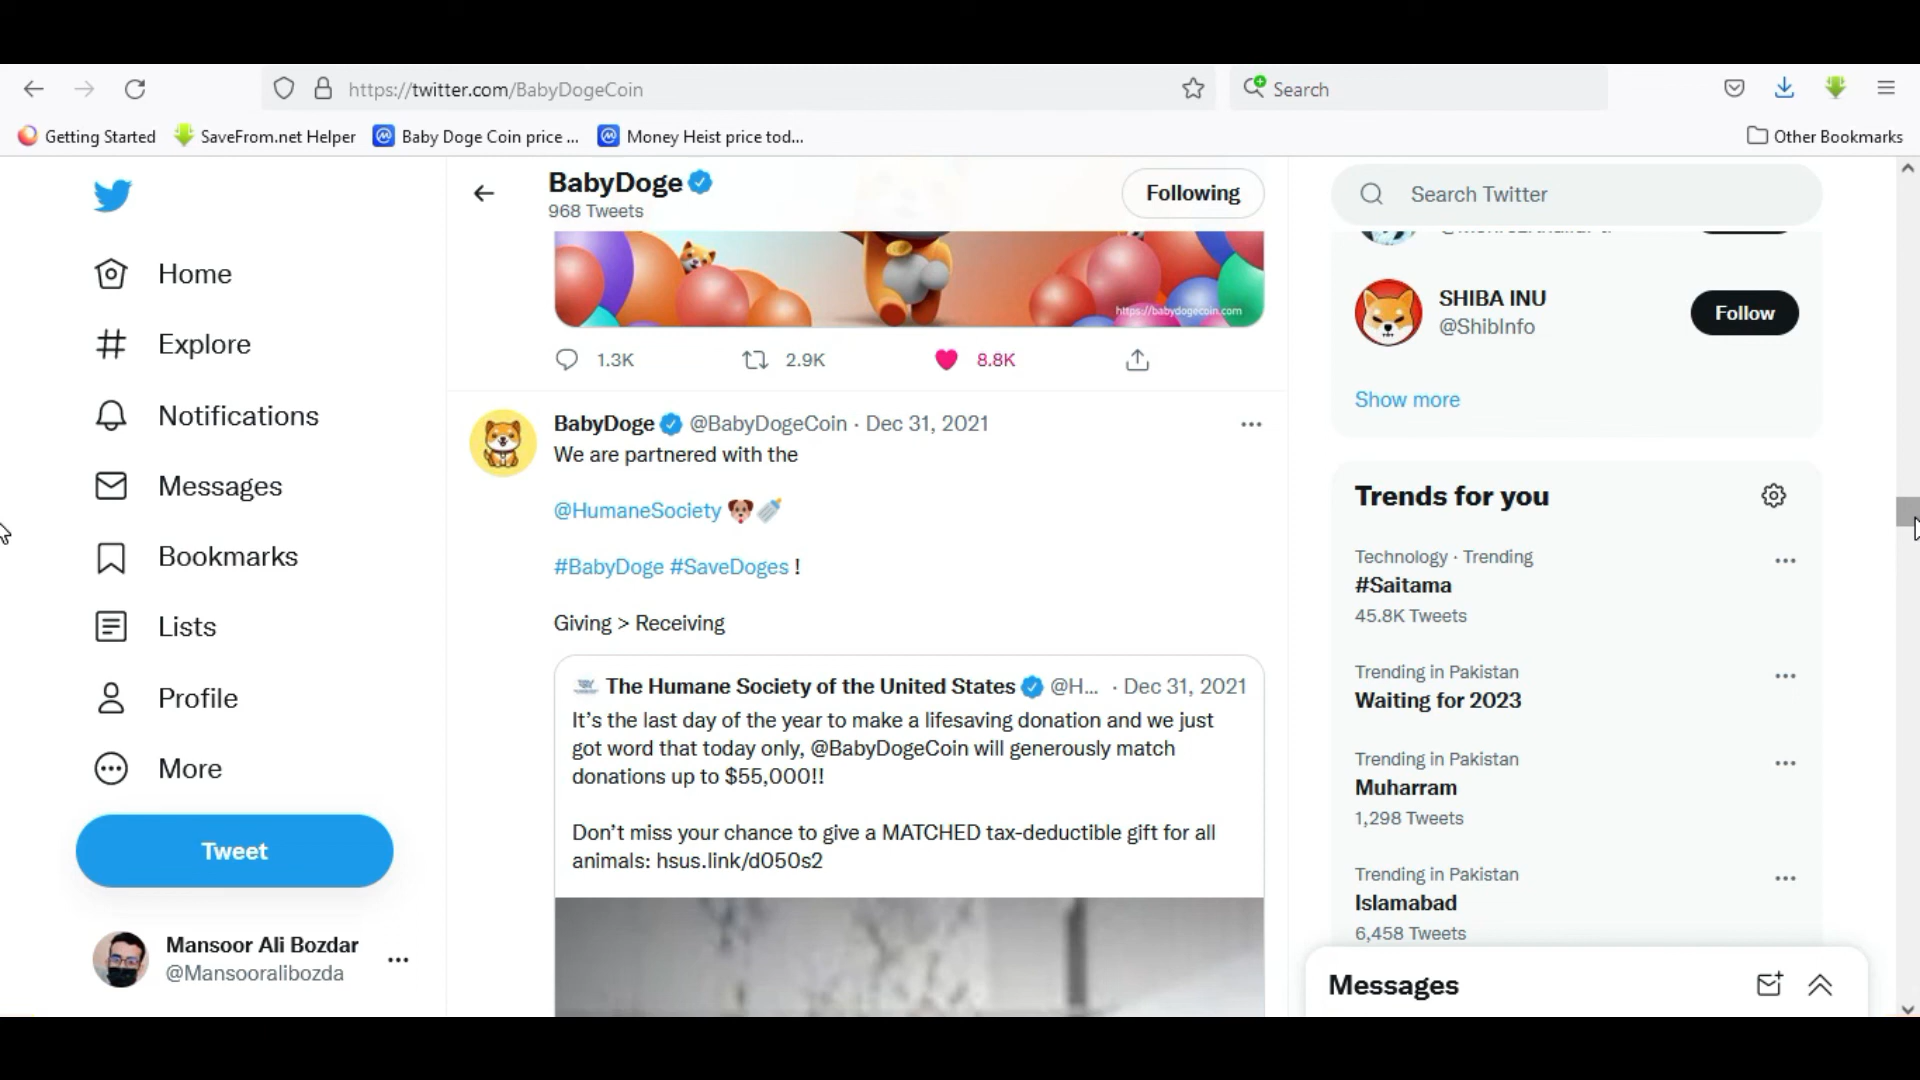 https://twitter.com/BabyDogeCoin
Search
Getting Started
SaveFrom.net Helper
Baby Doge Coin price ...
Money Heist price tod...
Other Bookmarks
Home
Explore
Notifications
Messages
Bookmarks
Lists
Profile
More
Tweet
Mansoor Ali Bozdar
@Mansooralibozda
BabyDoge
968 Tweets
Following
https://babydogecoin.com
1.3K
2.9K
8.8K
BabyDoge @BabyDogeCoin · Dec 31, 2021
We are partnered with the
@HumaneSociety 🐶🍼
#BabyDoge #SaveDoges !
Giving > Receiving
The Humane Society of the United States @H... · Dec 31, 2021
It’s the last day of the year to make a lifesaving donation and we just
got word that today only, @BabyDogeCoin will generously match
donations up to $55,000!!
Don’t miss your chance to give a MATCHED tax-deductible gift for all
animals: hsus.link/d050s2
Search Twitter
SHIBA INU
@ShibInfo
Follow
Show more
Trends for you
Technology · Trending
#Saitama
45.8K Tweets
Trending in Pakistan
Waiting for 2023
Trending in Pakistan
Muharram
1,298 Tweets
Trending in Pakistan
Islamabad
6,458 Tweets
Messages